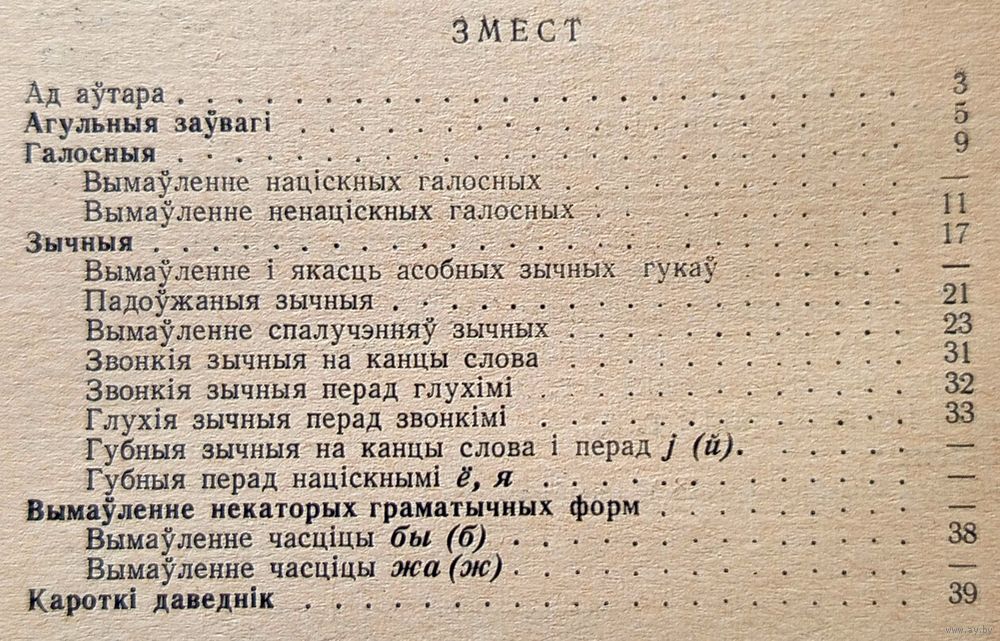 ЗМЕСТ
Ад аўтара . . . . . . . . . . . . . . . . . . . . . 3
Агульныя заўвагі . . . . . . . . . . . . . . . . . 5
Галосныя . . . . . . . . . . . . . . . . . . . . . 9
Вымаўленне націскных галосных . . . . . . . . . —
Вымаўленне ненаціскных галосных . . . . . . . . 11
Зычныя . . . . . . . . . . . . . . . . . . . . . . 17
Вымаўленне і якасць асобных зычных гукаў . . . . . —
Падоўжаныя зычныя . . . . . . . . . . . . . . . 21
Вымаўленне спалучэнняў зычных . . . . . . . . . 23
Звонкія зычныя на канцы слова . . . . . . . . . 31
Звонкія зычныя перад глухімі . . . . . . . . . . 32
Глухія зычныя перад звонкімі . . . . . . . . . . 33
Губныя зычныя на канцы слова і перад j (й). . . . . . —
Губныя перад націскнымі ё, я . . . . . . . . . . —
Вымаўленне некаторых граматычных форм . . . . . . . —
Вымаўленне часціцы бы (б) . . . . . . . . . . . 38
Вымаўленне часціцы жа (ж) . . . . . . . . . . . —
Кароткі даведнік . . . . . . . . . . . . . . . . . 39
www.ay.by